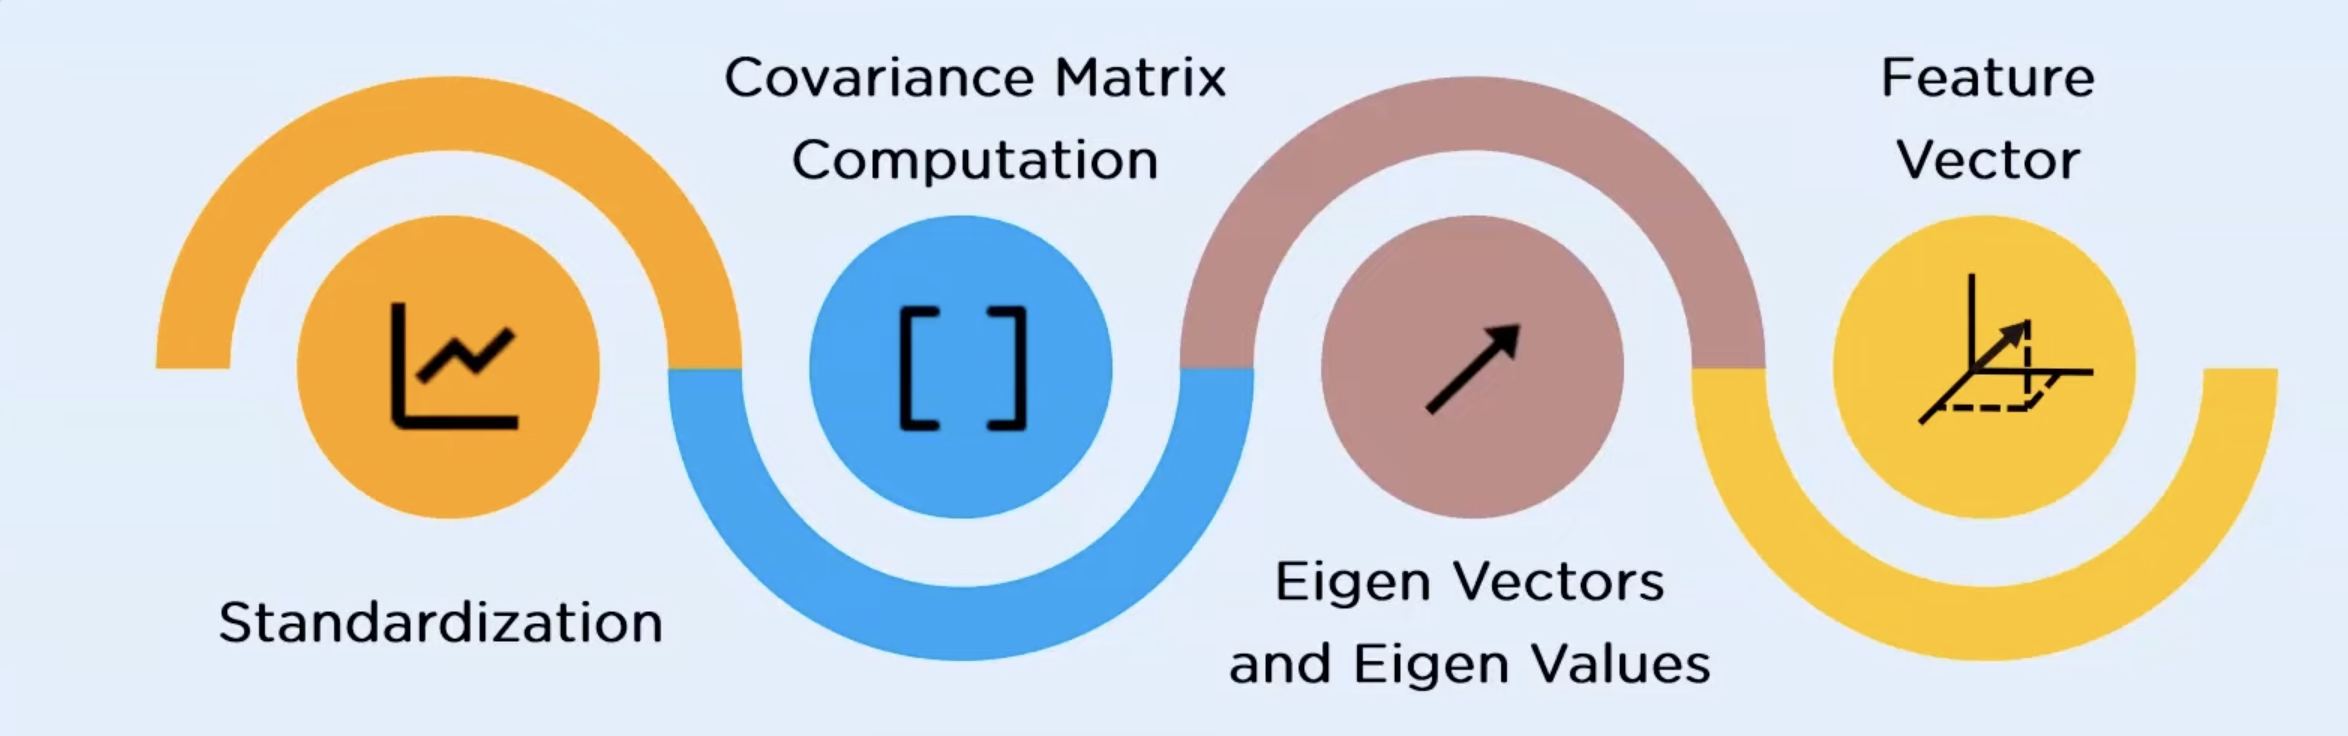 Standardization
Covariance Matrix
Computation
Eigen Vectors
and Eigen Values
Feature
Vector